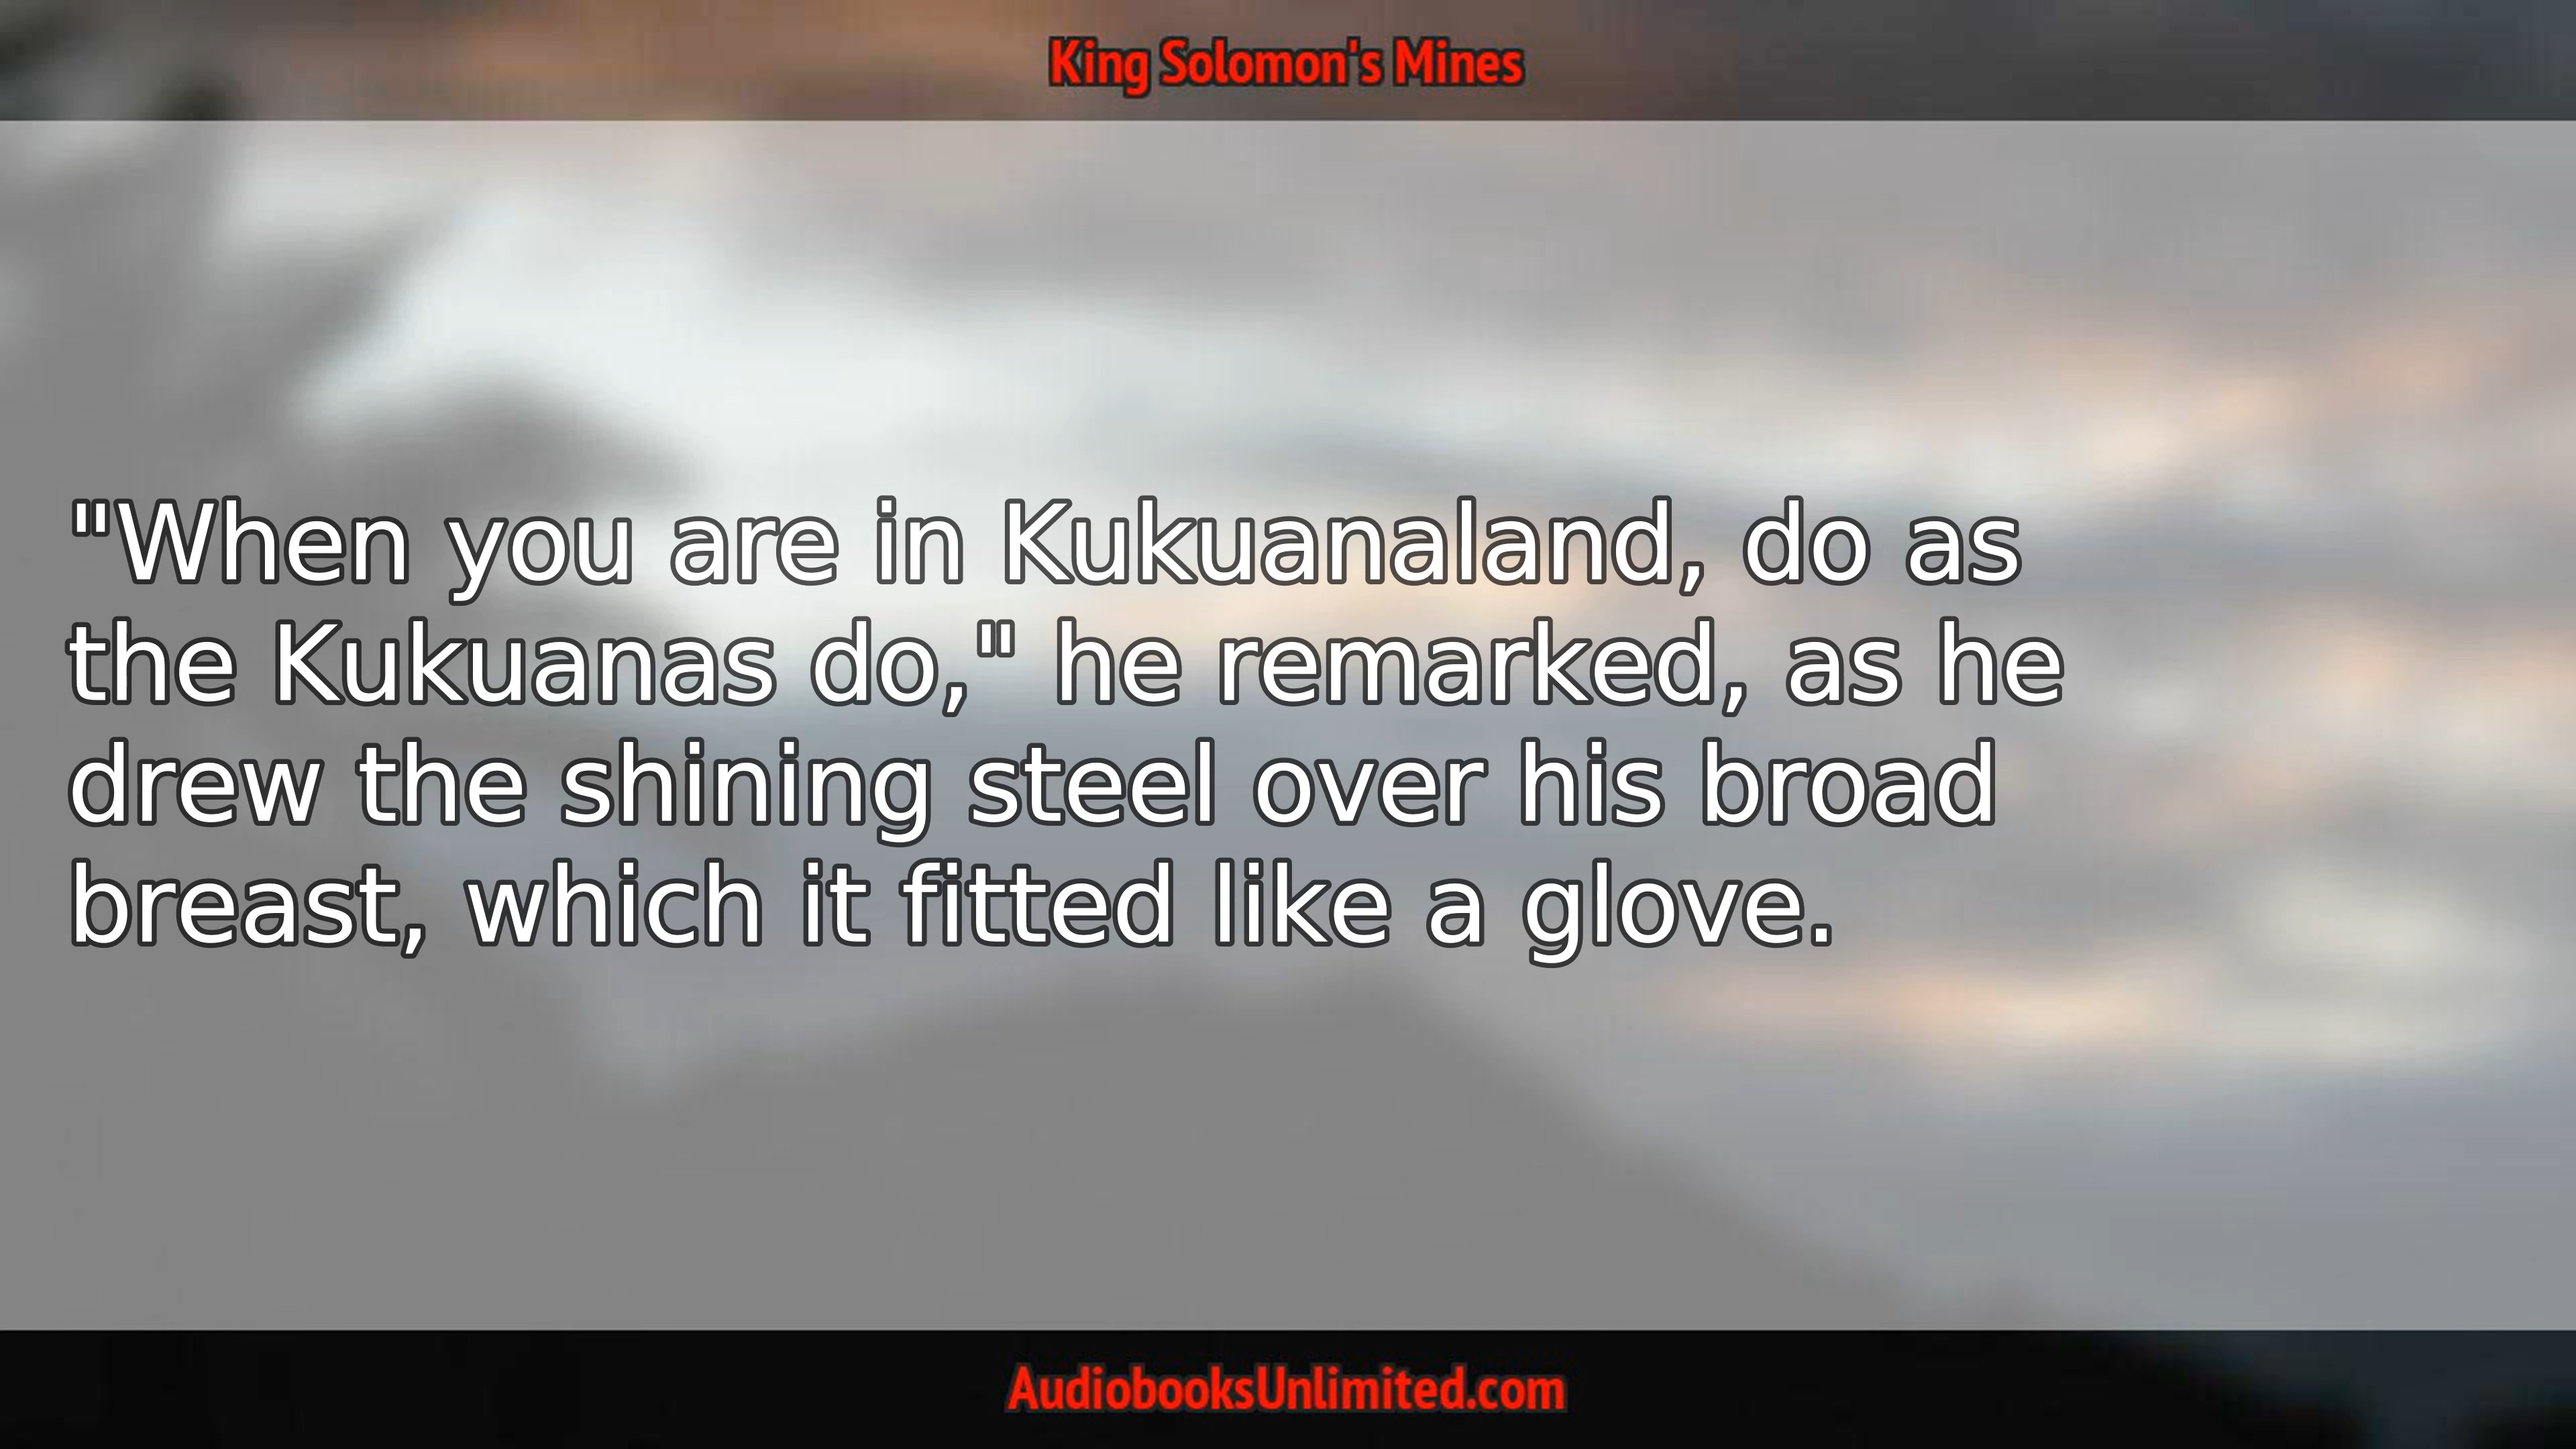 King Solomon's Mines
"When you are in Kukuanaland, do as
the Kukuanas do," he remarked, as he
drew the shining steel over his broad
breast, which it fitted like a glove.
AudiobooksUnlimited.com